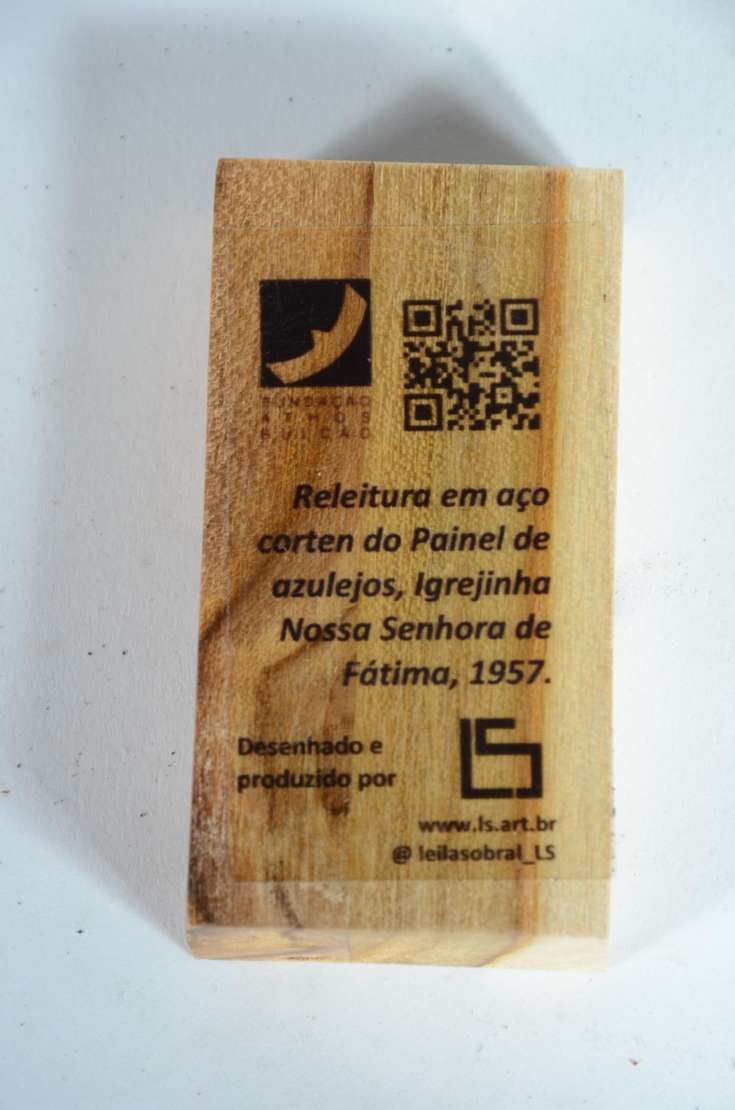 FUNDAÇÃO
ATHOS
BULCÃO
Releitura em aço
corten do Painel de
azulejos, Igrejinha
Nossa Senhora de
Fátima, 1957.
Desenhado e
produzido por
LS
www.ls.art.br
@ leilasobral_LS